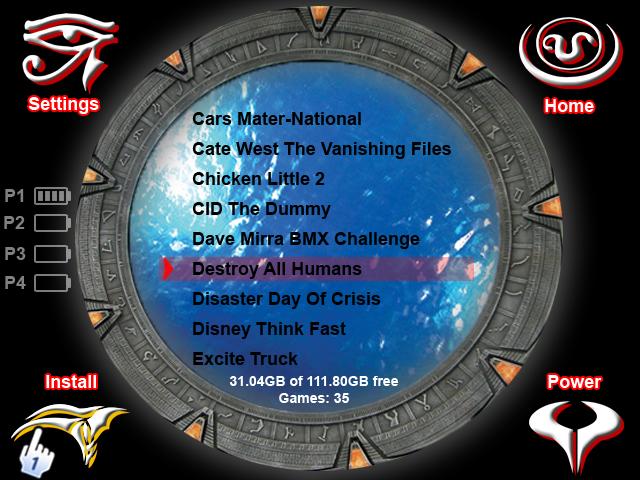 Settings
Home
Cars Mater-National
Cate West The Vanishing Files
Chicken Little 2
CID The Dummy
Dave Mirra BMX Challenge
Destroy All Humans
Disaster Day Of Crisis
Disney Think Fast
Excite Truck
P1
P2
P3
P4
31.04GB of 111.80GB free
Games: 35
Install
Power
1